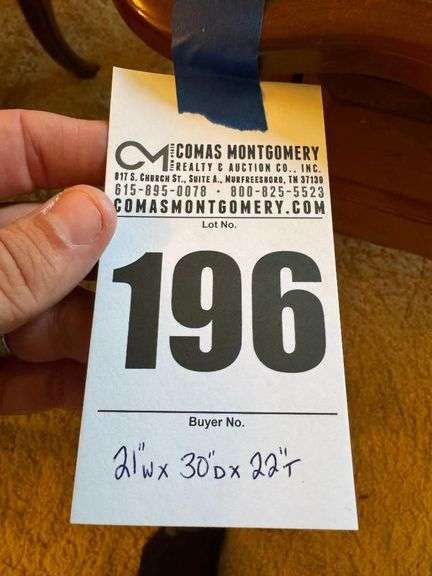 CM COMAS MONTGOMERY
REALTY & AUCTION CO., INC.
817 S. CHURCH ST., SUITE A., MURFREESBORO, TN 37130
615-895-0078 • 800-825-5523
COMASMONTGOMERY.COM
Lot No.
196
Buyer No.
21"W X 30"D X 22"T